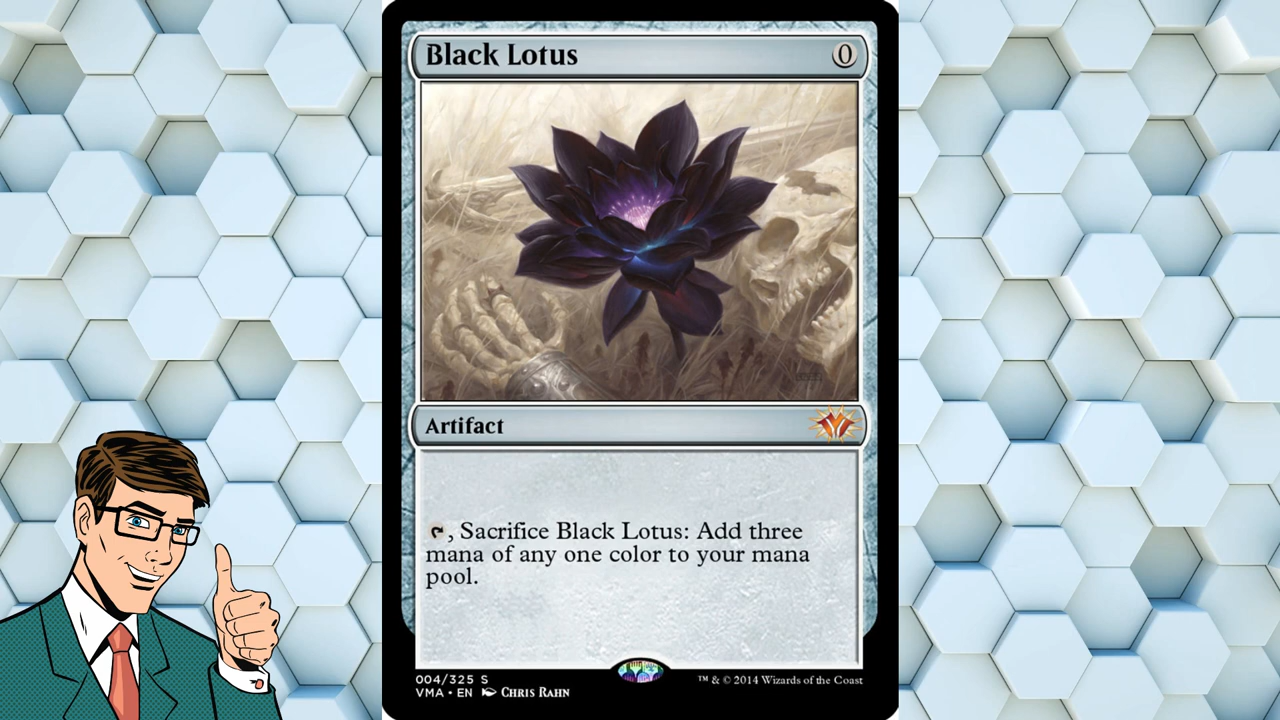 Black Lotus 0
Artifact
, Sacrifice Black Lotus: Add three
mana of any one color to your mana
pool.
004/325 S
VMA • EN Chris Rahn
™ & © 2014 Wizards of the Coast